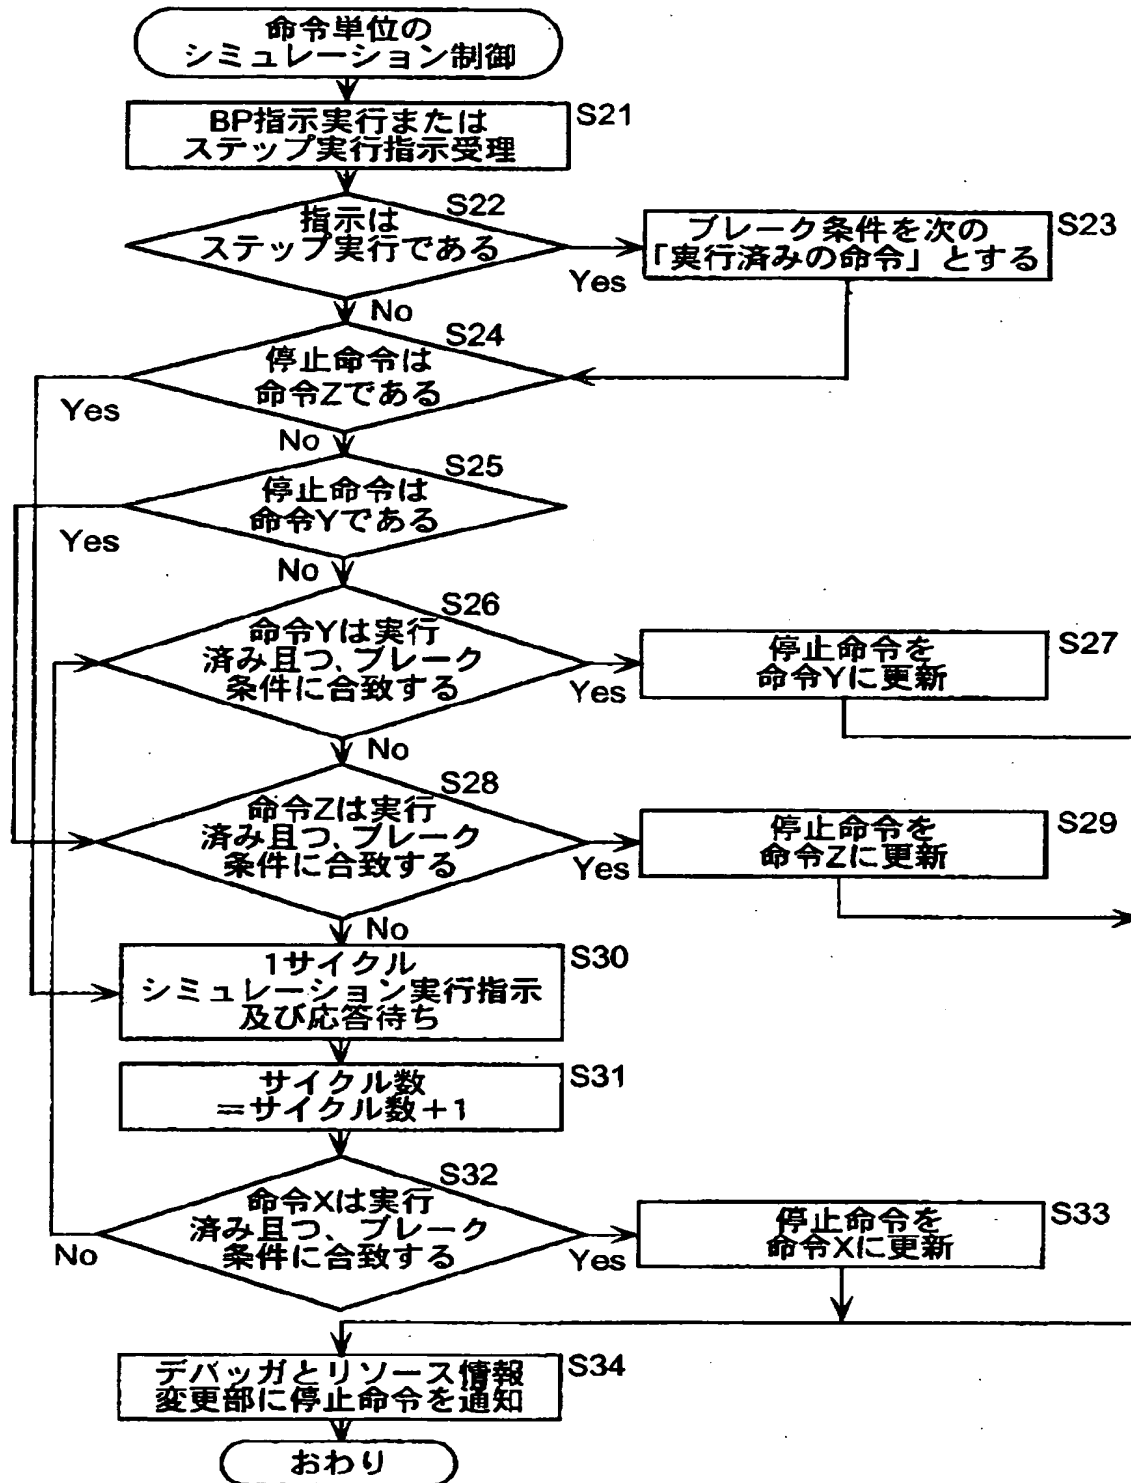 命令単位の
シミュレーション制御
BP指示実行または
ステップ実行指示受理
S21
指示は
ステップ実行である
S22
Yes
No
ブレーク条件を次の
「実行済みの命令」とする
S23
停止命令は
命令Zである
S24
Yes
No
停止命令は
命令Yである
S25
Yes
No
命令Yは実行
済み且つ、ブレーク
条件に合致する
S26
Yes
No
停止命令を
命令Yに更新
S27
命令Zは実行
済み且つ、ブレーク
条件に合致する
S28
Yes
No
停止命令を
命令Zに更新
S29
1サイクル
シミュレーション実行指示
及び応答待ち
S30
サイクル数
=サイクル数+1
S31
命令Xは実行
済み且つ、ブレーク
条件に合致する
S32
No
Yes
停止命令を
命令Xに更新
S33
デバッガとリソース情報
変更部に停止命令を通知
S34
おわり